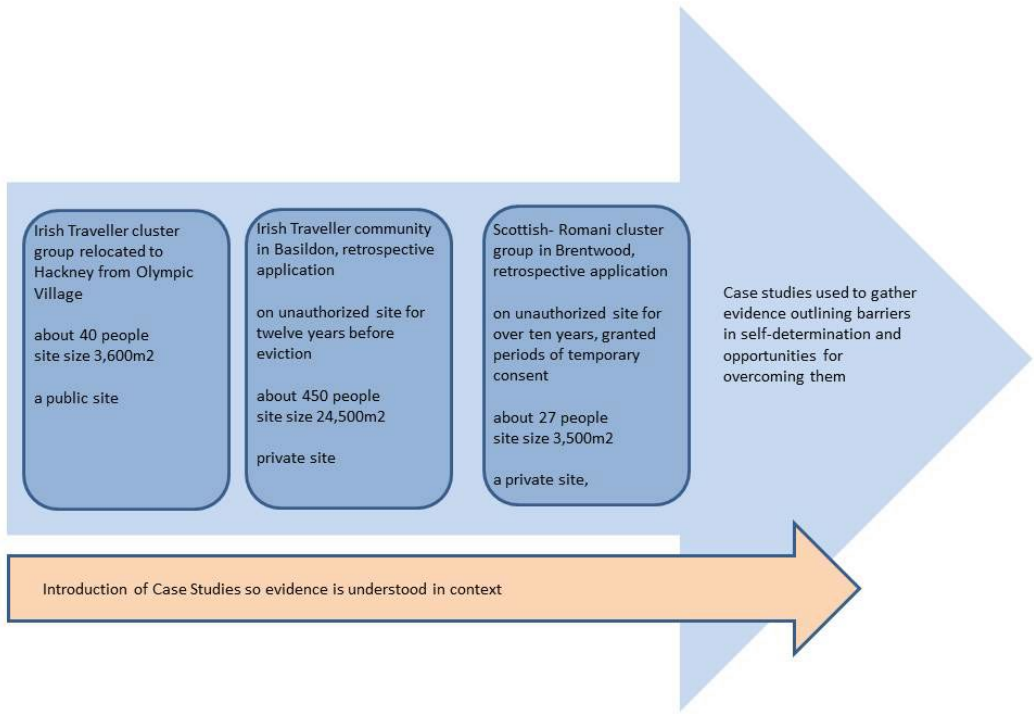 Irish Traveller cluster
group relocated to
Hackney from Olympic
Village
about 40 people
site size 3,600m2
a public site
Irish Traveller community
in Basildon, retrospective
application
on unauthorized site for
twelve years before
eviction
about 450 people
site size 24,500m2
private site
Scottish- Romani cluster
group in Brentwood,
retrospective application
on unauthorized site for
over ten years, granted
periods of temporary
consent
about 27 people
site size 3,500m2
a private site,
Case studies used to gather
evidence outlining barriers
in self-determination and
opportunities for
overcoming them
Introduction of Case Studies so evidence is understood in context